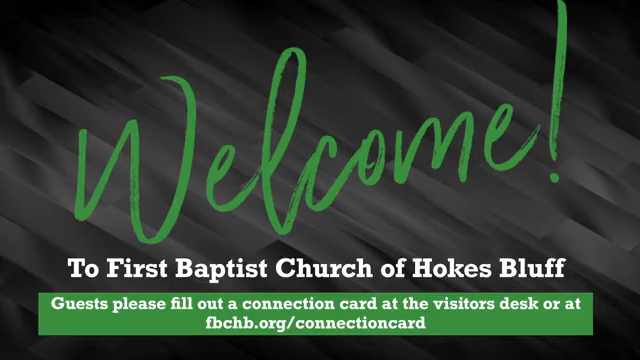 Welcome!
To First Baptist Church of Hokes Bluff
Guests please fill out a connection card at the visitors desk or at
fbchb.org/connectioncard